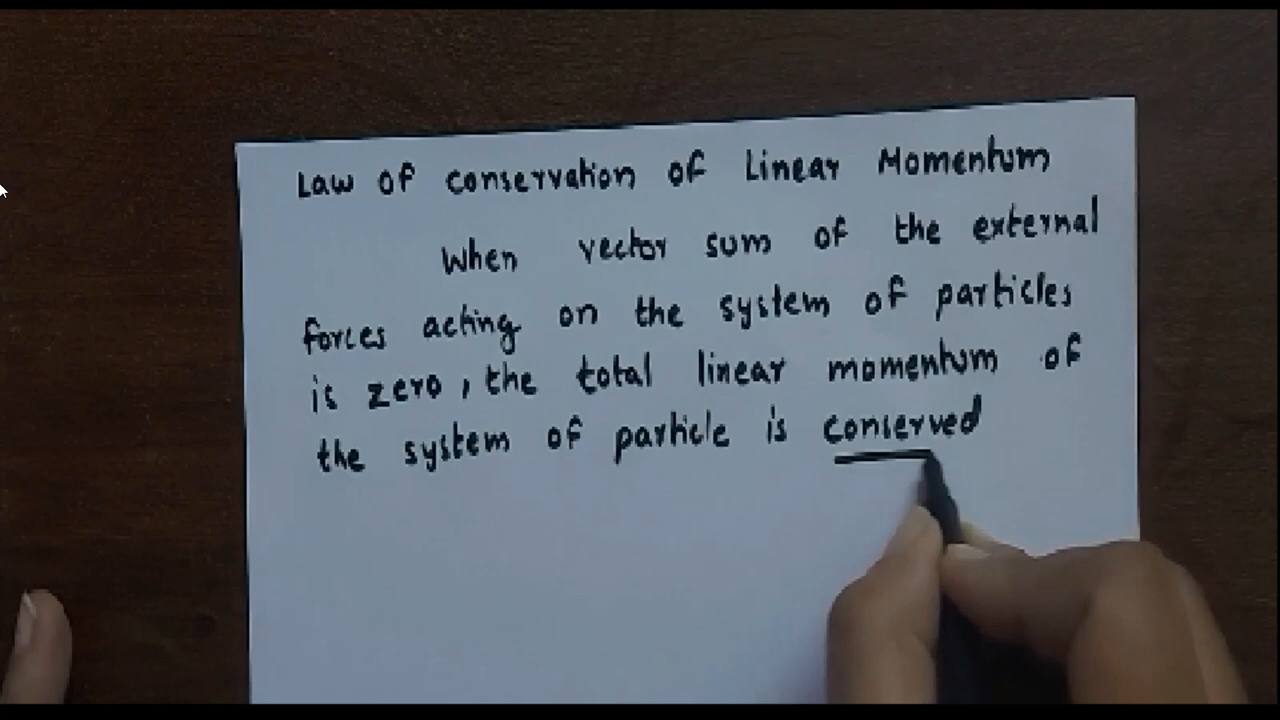 Law of conservation of Linear Momentum
When vector sum of the external
forces acting on the system of particles
is zero, the total linear momentum of
the system of particle is conserved